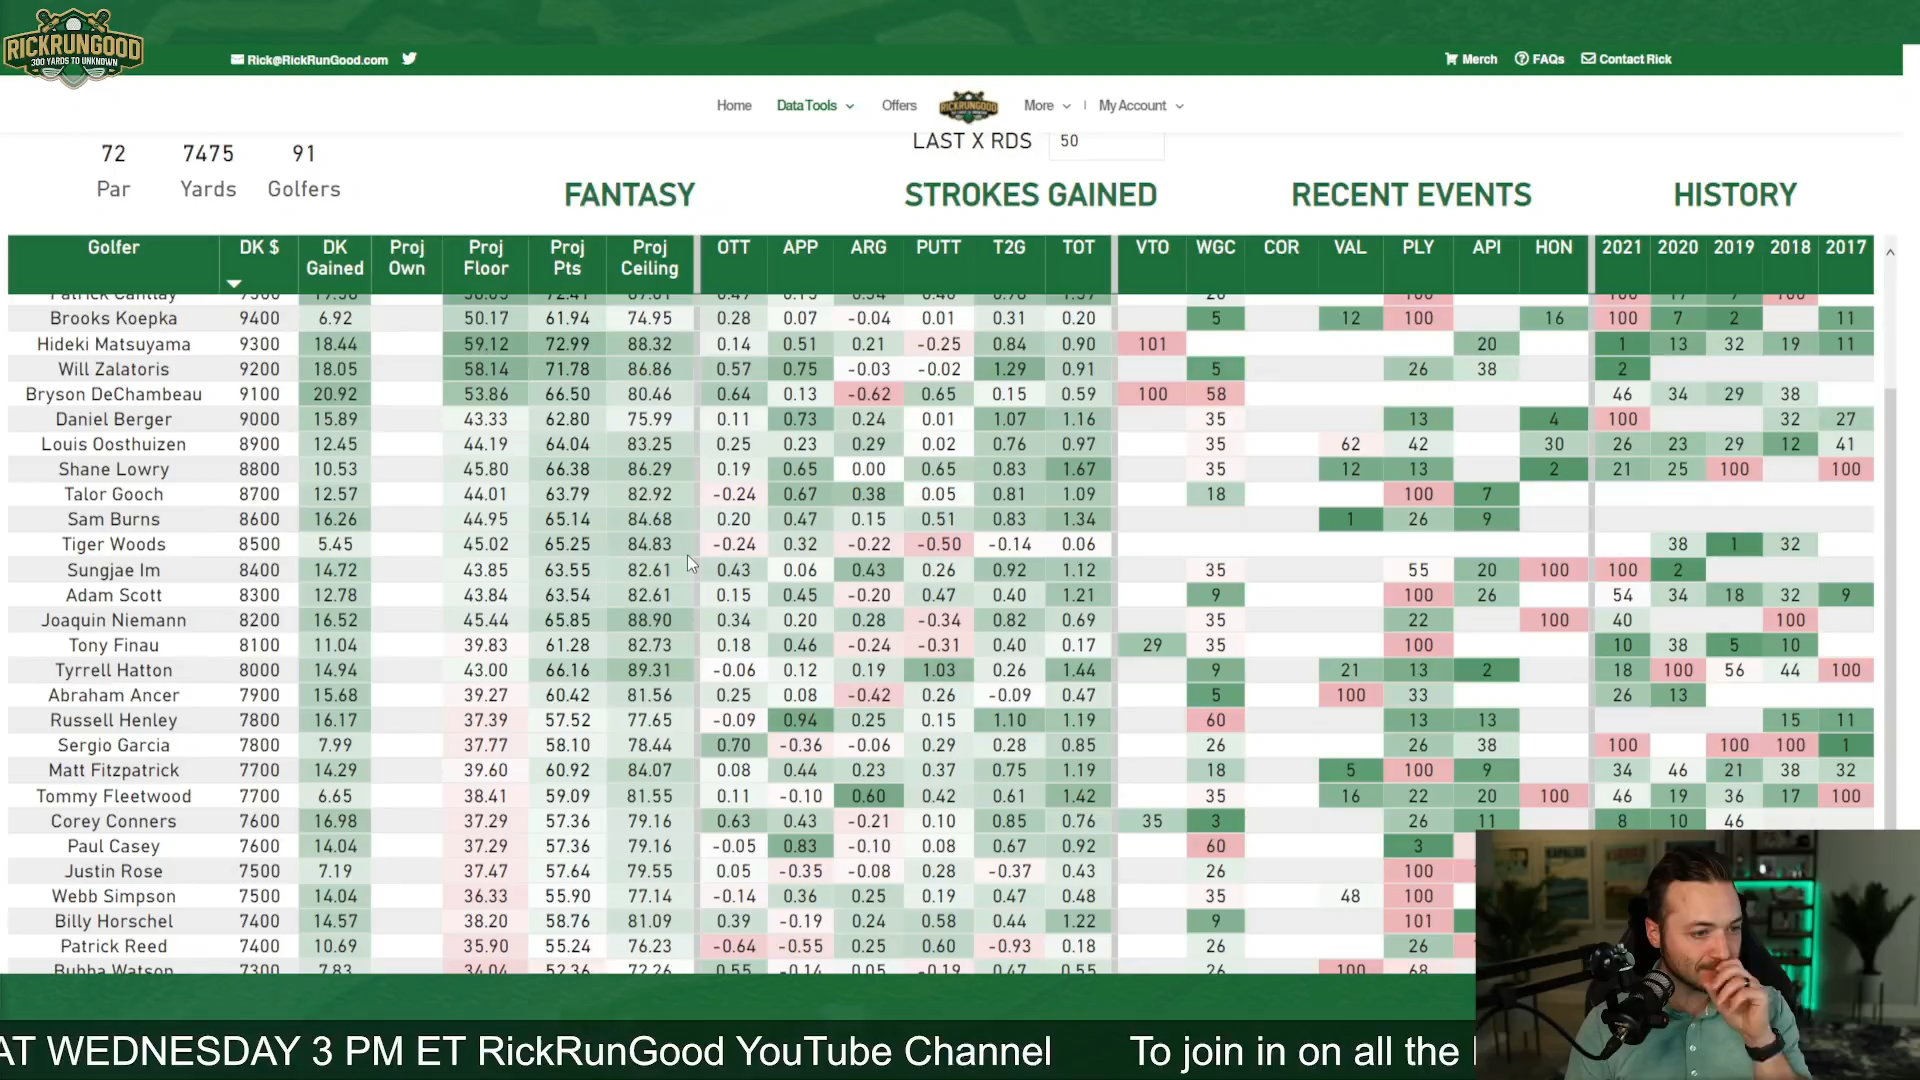 RICKRUNGOOD
300 YARDS TO UNKNOWN
Rick@RickRunGood.com
Merch FAQs Contact Rick
Home Data Tools Offers RICKRUNGOOD More | My Account
LAST X RDS 50
72 7475 91
Par Yards Golfers
FANTASY STROKES GAINED RECENT EVENTS HISTORY
Golfer DK $ DK Gained Proj Own Proj Floor Proj Pts Proj Ceiling OTT APP ARG PUTT T2G TOT VTO WGC COR VAL PLY API HON 2021 2020 2019 2018 2017
Brooks Koepka 9400 6.92 50.17 61.94 74.95 0.28 0.07 -0.04 0.01 0.31 0.20 5 12 100 16 100 7 2 11
Hideki Matsuyama 9300 18.44 59.12 72.99 88.32 0.14 0.51 0.21 -0.25 0.84 0.90 101 20 1 13 32 19 11
Will Zalatoris 9200 18.05 58.14 71.78 86.86 0.57 0.75 -0.03 -0.02 1.29 0.91 5 26 38 2
Bryson DeChambeau 9100 20.92 53.86 66.50 80.46 0.64 0.13 -0.62 0.65 0.15 0.59 100 58 46 34 29 38
Daniel Berger 9000 15.89 43.33 62.80 75.99 0.11 0.73 0.24 0.01 1.07 1.16 35 13 4 100 32 27
Louis Oosthuizen 8900 12.45 44.19 64.04 83.25 0.25 0.23 0.29 0.02 0.76 0.97 35 62 42 30 26 23 29 12 41
Shane Lowry 8800 10.53 45.80 66.38 86.29 0.19 0.65 0.00 0.65 0.83 1.67 35 12 13 2 21 25 100 100
Talor Gooch 8700 12.57 44.01 63.79 82.92 -0.24 0.67 0.38 0.05 0.81 1.09 18 100 7
Sam Burns 8600 16.26 44.95 65.14 84.68 0.20 0.47 0.15 0.51 0.83 1.34 1 26 9
Tiger Woods 8500 5.45 45.02 65.25 84.83 -0.24 0.32 -0.22 -0.50 -0.14 0.06 38 1 32
Sungjae Im 8400 14.72 43.85 63.55 82.61 0.43 0.06 0.43 0.26 0.92 1.12 35 55 20 100 100 2
Adam Scott 8300 12.78 43.84 63.54 82.61 0.15 0.45 -0.20 0.47 0.40 1.21 9 100 26 54 34 18 32 9
Joaquin Niemann 8200 16.52 45.44 65.85 88.90 0.34 0.20 0.28 -0.34 0.82 0.69 35 22 100 40 100
Tony Finau 8100 11.04 39.83 61.28 82.73 0.18 0.46 -0.24 -0.31 0.40 0.17 29 35 100 10 38 5 10
Tyrrell Hatton 8000 14.94 43.00 66.16 89.31 -0.06 0.12 0.19 1.03 0.26 1.44 9 21 13 2 18 100 56 44 100
Abraham Ancer 7900 15.68 39.27 60.42 81.56 0.25 0.08 -0.42 0.26 -0.09 0.47 5 100 33 26 13
Russell Henley 7800 16.17 37.39 57.52 77.65 -0.09 0.94 0.25 0.15 1.10 1.19 60 13 13 15 11
Sergio Garcia 7800 7.99 37.77 58.10 78.44 0.70 -0.36 -0.06 0.29 0.28 0.85 26 26 38 100 100 100 1
Matt Fitzpatrick 7700 14.29 39.60 60.92 84.07 0.08 0.44 0.23 0.37 0.75 1.19 18 5 100 9 34 46 21 38 32
Tommy Fleetwood 7700 6.65 38.41 59.09 81.55 0.11 -0.10 0.60 0.42 0.61 1.42 35 16 22 20 100 46 19 36 17 100
Corey Conners 7600 16.98 37.29 57.36 79.16 0.63 0.43 -0.21 0.10 0.85 0.76 35 3 26 11 8 10 46
Paul Casey 7600 14.04 37.29 57.36 79.16 -0.05 0.83 -0.10 0.08 0.67 0.92 60 3
Justin Rose 7500 7.19 37.47 57.64 79.55 0.05 -0.35 -0.08 0.28 -0.37 0.43 26 100
Webb Simpson 7500 14.04 36.33 55.90 77.14 -0.14 0.36 0.25 0.19 0.47 0.48 35 48 100
Billy Horschel 7400 14.57 38.20 58.76 81.09 0.39 -0.19 0.24 0.58 0.44 1.22 9 101
Patrick Reed 7400 10.69 35.90 55.24 76.23 -0.64 -0.55 0.25 0.60 -0.93 0.18 26 26
Bubba Watson 7300 7.83 34.04 52.36 72.26 0.55 -0.14 0.05 -0.19 0.47 0.55 26 100 68
AT WEDNESDAY 3 PM ET RickRunGood YouTube Channel To join in on all the